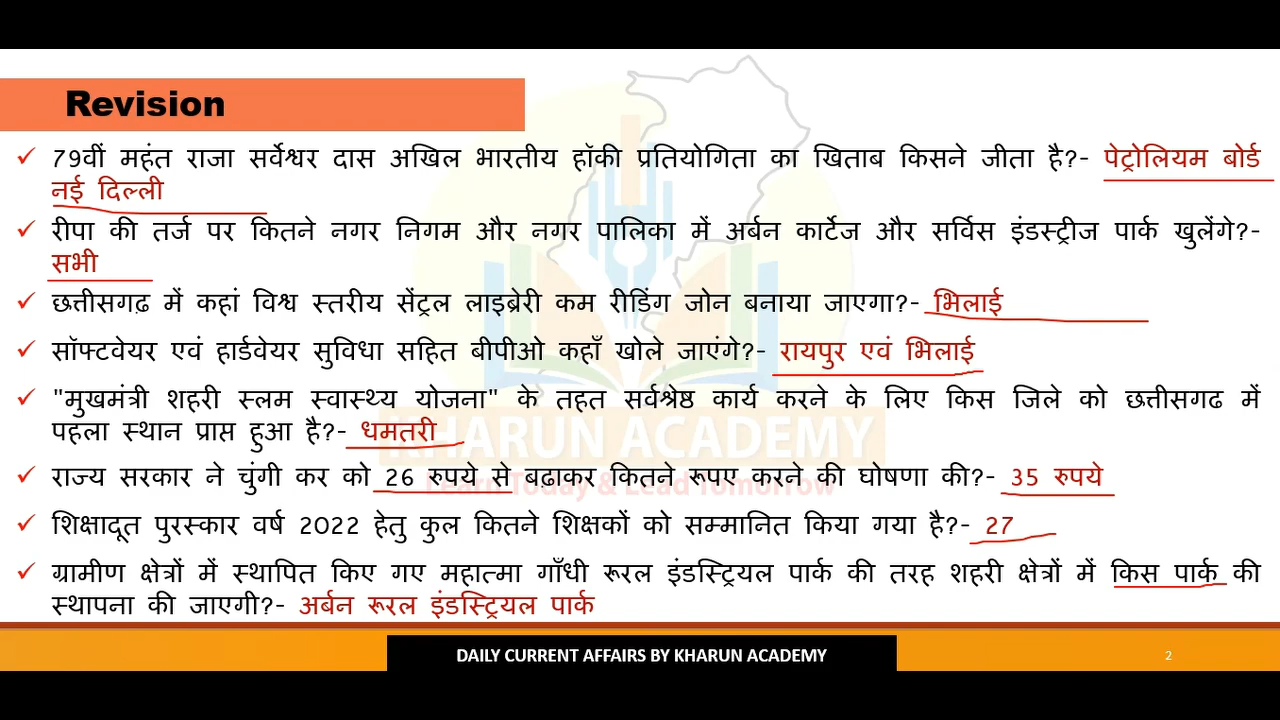 Revision
✓ 79वीं महंत राजा सर्वेश्वर दास अखिल भारतीय हॉकी प्रतियोगिता का खिताब किसने जीता है?- पेट्रोलियम बोर्ड
नई दिल्ली
✓ रीपा की तर्ज पर कितने नगर निगम और नगर पालिका में अर्बन कार्टेज और सर्विस इंडस्ट्रीज पार्क खुलेंगे?-
सभी
✓ छत्तीसगढ़ में कहां विश्व स्तरीय सेंट्रल लाइब्रेरी कम रीडिंग जोन बनाया जाएगा?- भिलाई
✓ सॉफ्टवेयर एवं हार्डवेयर सुविधा सहित बीपीओ कहाँ खोले जाएंगे?- रायपुर एवं भिलाई
✓ "मुखमंत्री शहरी स्लम स्वास्थ्य योजना" के तहत सर्वश्रेष्ठ कार्य करने के लिए किस जिले को छत्तीसगढ में
पहला स्थान प्राप्त हुआ है?- धमतरी
KHARUN ACADEMY
✓ राज्य सरकार ने चुंगी कर को 26 रुपये से बढ़ाकर कितने रूपए करने की घोषणा की?- 35 रुपये
Learn Today & Lead Tomorrow
✓ शिक्षादूत पुरस्कार वर्ष 2022 हेतु कुल कितने शिक्षकों को सम्मानित किया गया है?- 27
✓ ग्रामीण क्षेत्रों में स्थापित किए गए महात्मा गाँधी रूरल इंडस्ट्रियल पार्क की तरह शहरी क्षेत्रों में किस पार्क की
स्थापना की जाएगी?- अर्बन रूरल इंडस्ट्रियल पार्क
DAILY CURRENT AFFAIRS BY KHARUN ACADEMY
2